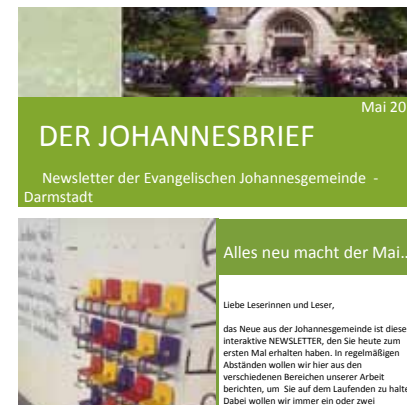 Mai 20
DER JOHANNESBRIEF
Newsletter der Evangelischen Johannesgemeinde -
Darmstadt
Alles neu macht der Mai..
Liebe Leserinnen und Leser,
das Neue aus der Johannesgemeinde ist diese
interaktive NEWSLETTER, den Sie heute zum
ersten Mal erhalten haben. In regelmäßigen
Abständen wollen wir hier aus den
verschiedenen Bereichen unserer Arbeit
berichten, um Sie auf dem Laufenden zu halte
Dabei wollen wir immer ein oder zwei